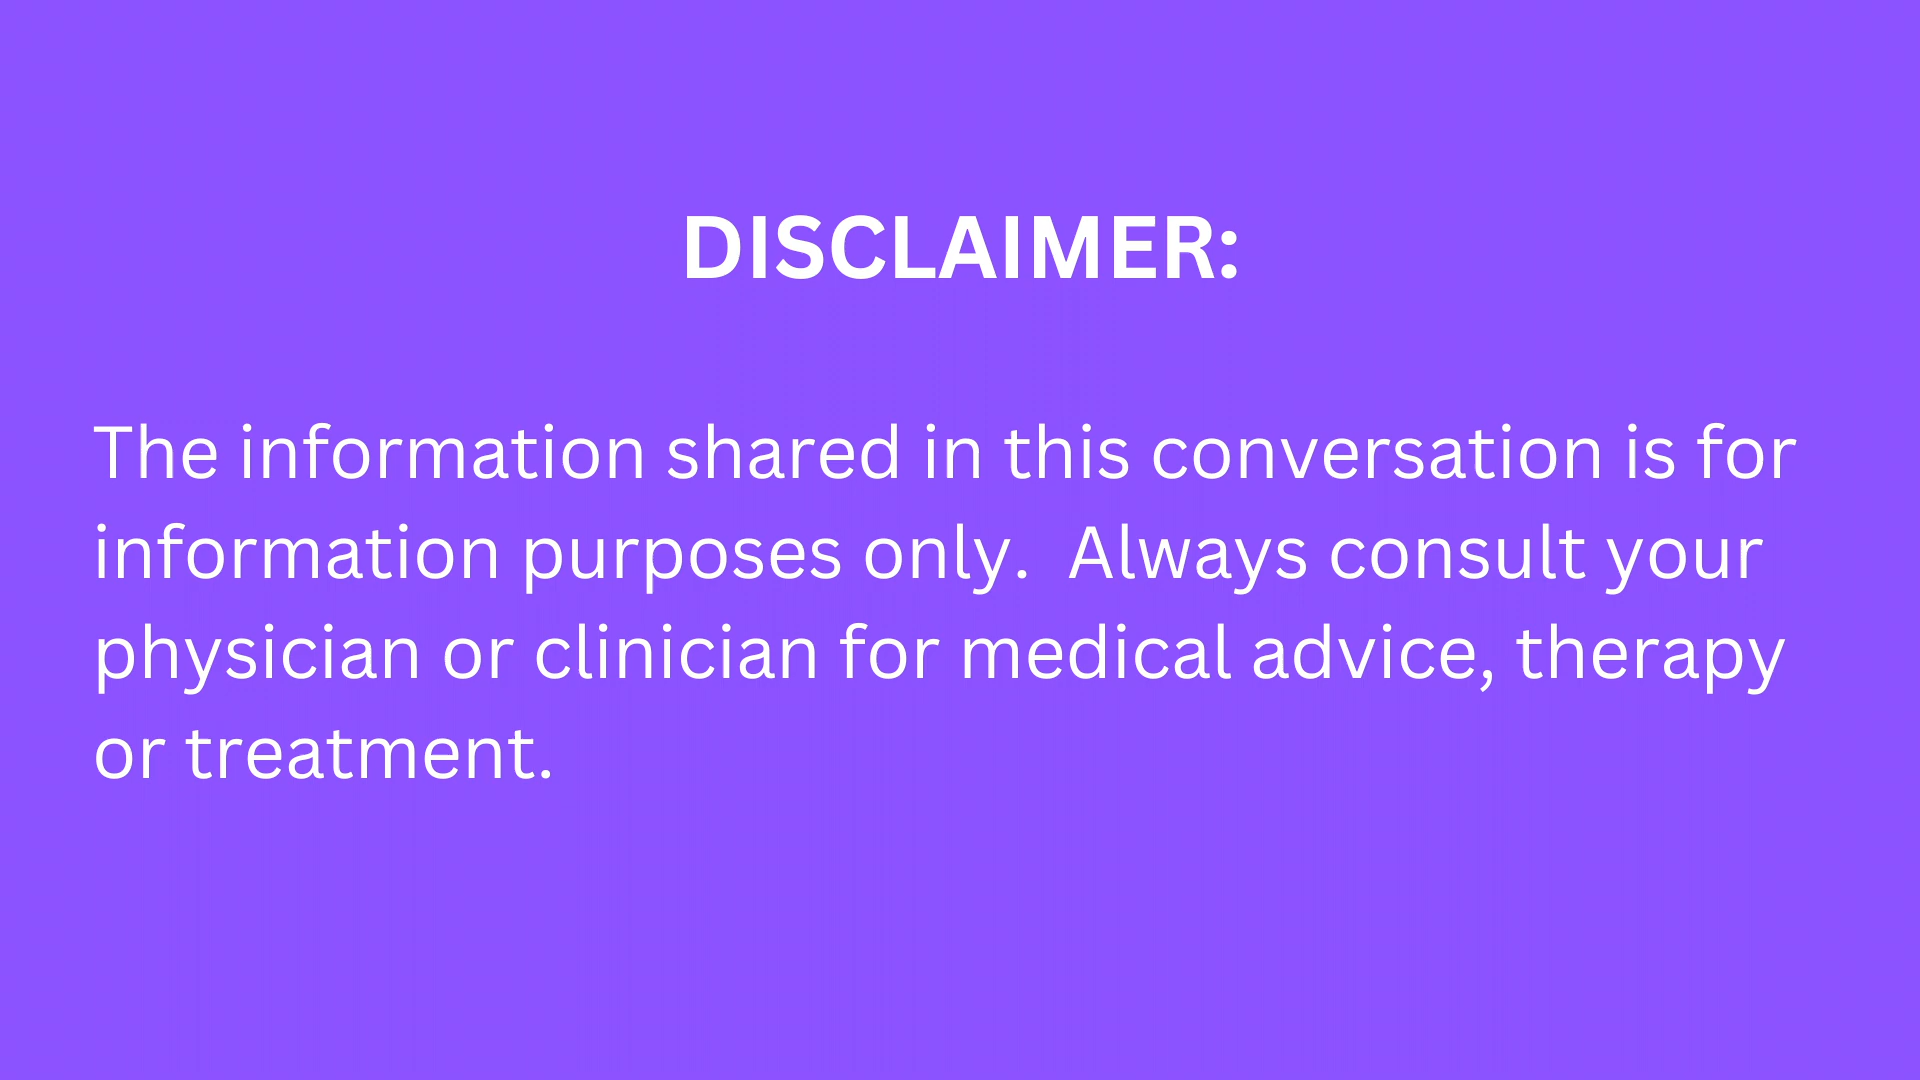 DISCLAIMER:
The information shared in this conversation is for
information purposes only.  Always consult your
physician or clinician for medical advice, therapy
or treatment.